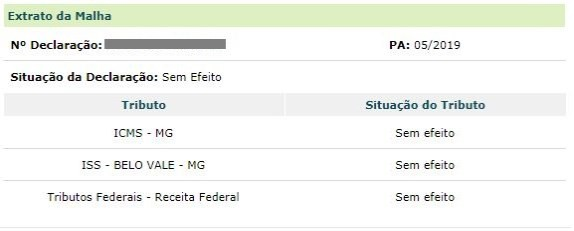 Extrato da Malha
Nº Declaração: PA: 05/2019
Situação da Declaração: Sem Efeito
Tributo Situação do Tributo
ICMS - MG Sem efeito
ISS - BELO VALE - MG Sem efeito
Tributos Federais - Receita Federal Sem efeito